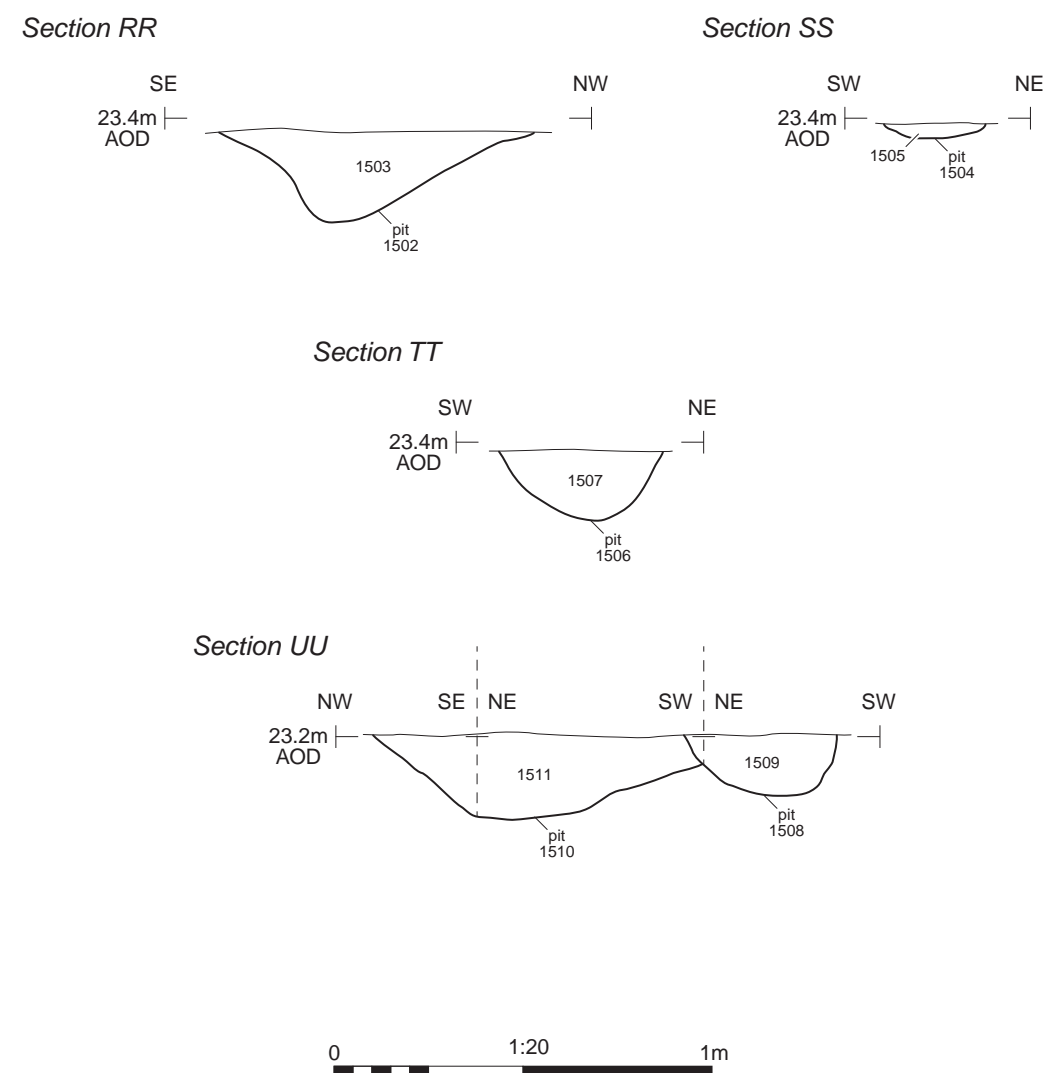 Section RR
SE
NW
23.4m
AOD
1503
pit
1502
Section SS
SW
NE
23.4m
AOD
1505
pit
1504
Section TT
SW
NE
23.4m
AOD
1507
pit
1506
Section UU
NW
SE
NE
SW
NE
SW
23.2m
AOD
1511
1509
pit
1510
pit
1508
0
1:20
1m